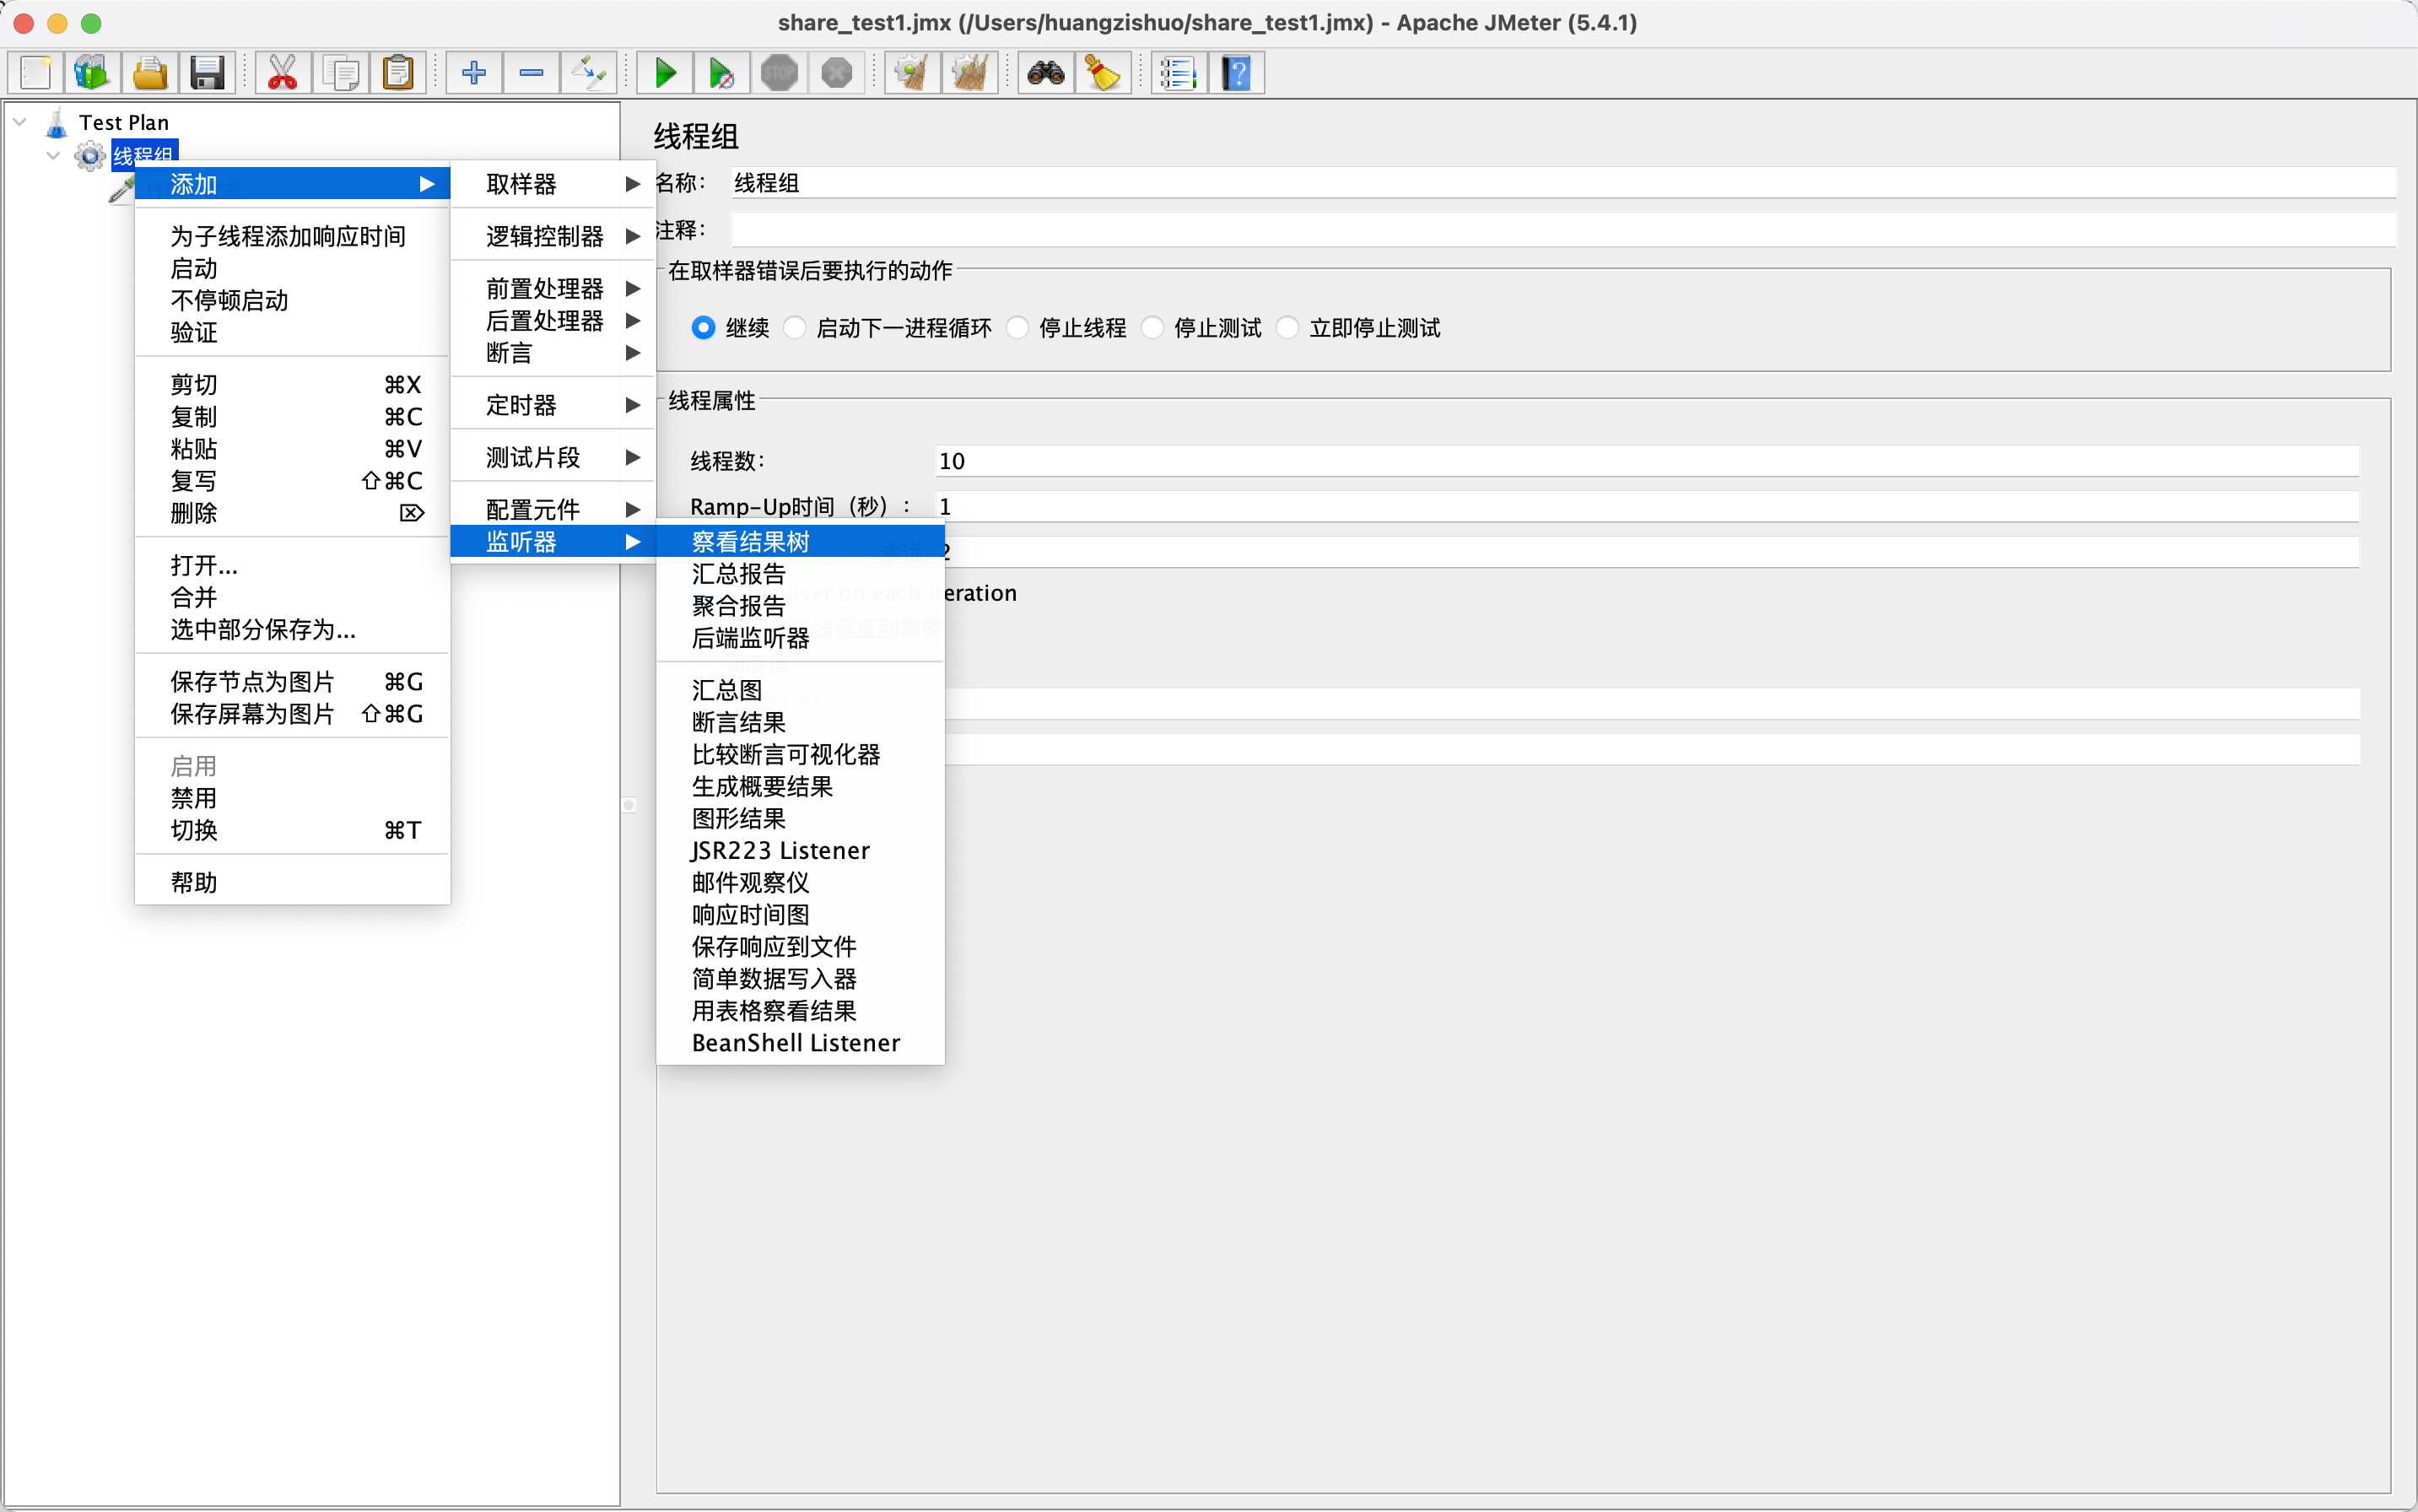 share_test1.jmx (/Users/huangzishuo/share_test1.jmx) - Apache JMeter (5.4.1)
STOP
Test Plan
线程组
添加
为子线程添加响应时间
启动
不停顿启动
验证
剪切 ⌘X
复制 ⌘C
粘贴 ⌘V
复写 ⇧⌘C
删除 ⌦
打开...
合并
选中部分保存为...
保存节点为图片 ⌘G
保存屏幕为图片 ⇧⌘G
启用
禁用
切换 ⌘T
帮助
取样器
逻辑控制器
前置处理器
后置处理器
断言
定时器
测试片段
配置元件
监听器
察看结果树
汇总报告
聚合报告
后端监听器
汇总图
断言结果
比较断言可视化器
生成概要结果
图形结果
JSR223 Listener
邮件观察仪
响应时间图
保存响应到文件
简单数据写入器
用表格察看结果
BeanShell Listener
线程组
名称： 线程组
注释：
在取样器错误后要执行的动作
继续 启动下一进程循环 停止线程 停止测试 立即停止测试
线程属性
线程数： 10
Ramp-Up时间（秒）： 1
2
user on each iteration
线程直到需要